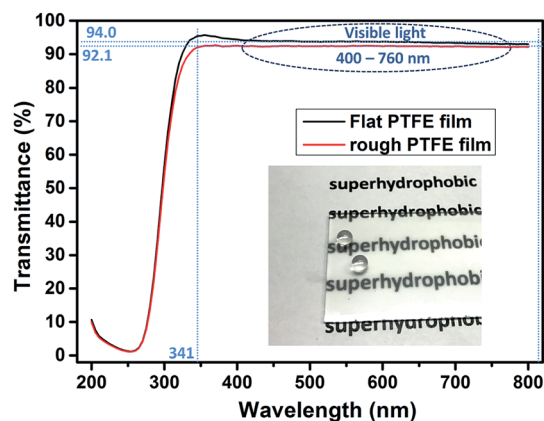 94.0
92.1
100
90
80
70
60
50
40
30
20
10
0
Transmittance (%)
Visible light
400 – 760 nm
Flat PTFE film
rough PTFE film
superhydrophobic
superhydrophobic
superhydrophobic
superhydrophobic
superhydrophobic
341
200 300 400 500 600 700 800
Wavelength (nm)